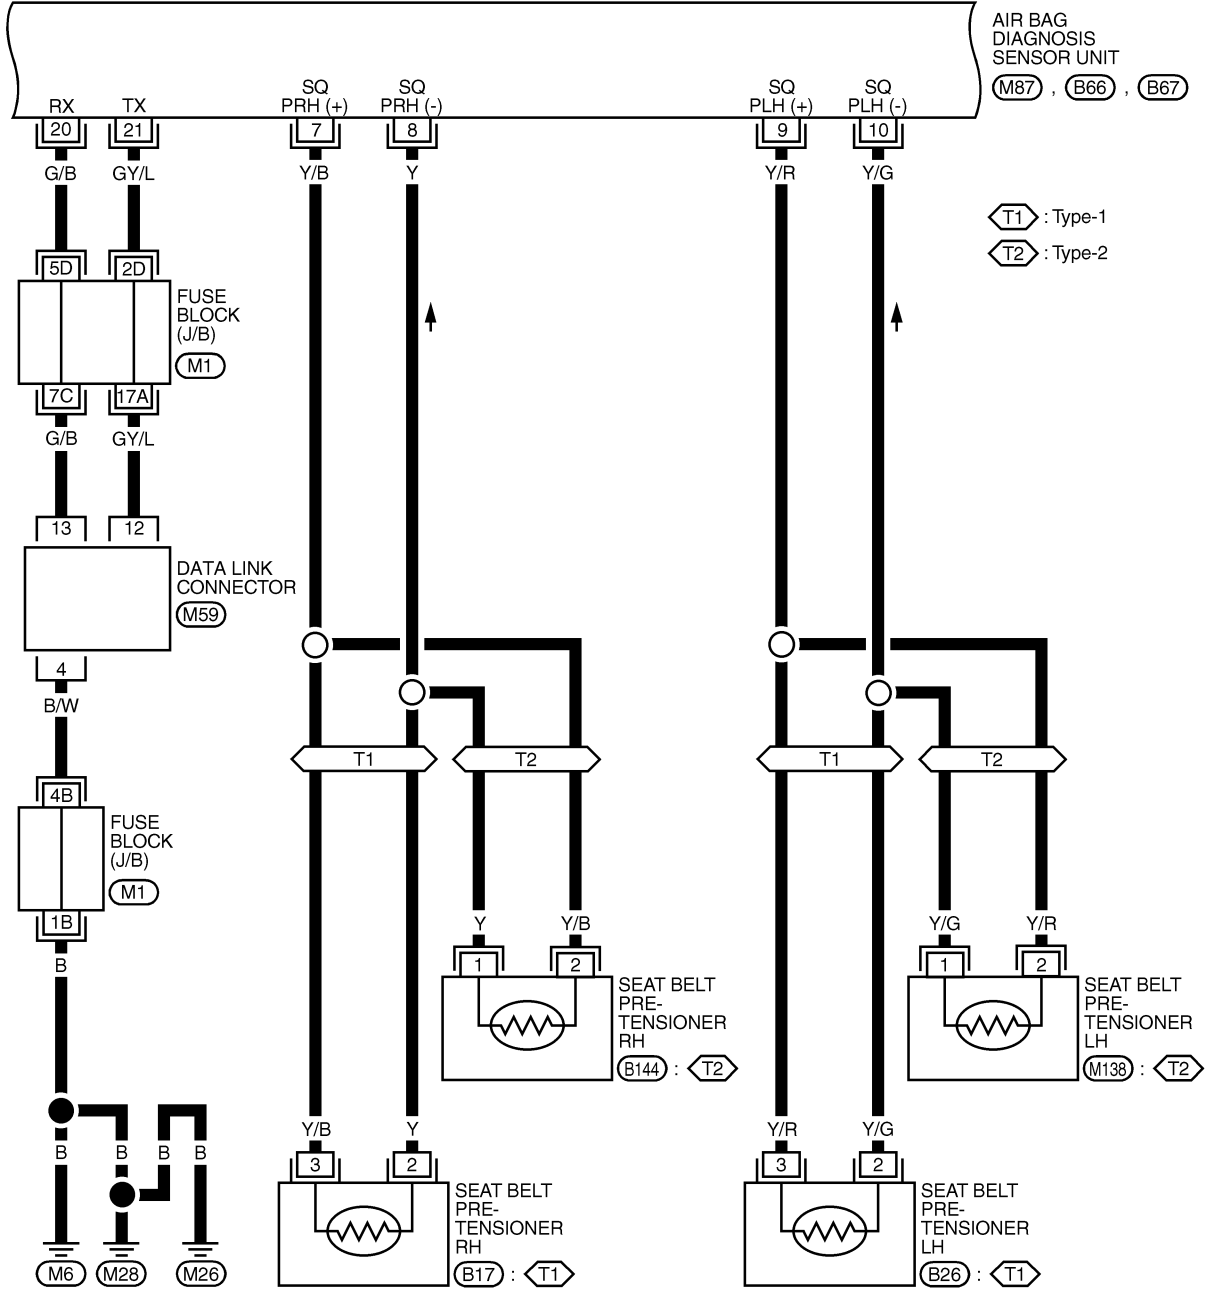 AIR BAG
DIAGNOSIS
SENSOR UNIT
M87 , B66 , B67
RX TX
SQ
PRH (+)
SQ
PRH (-)
SQ
PLH (+)
SQ
PLH (-)
20 21 7 8 9 10
G/B GY/L Y/B Y Y/R Y/G
T1 : Type-1
T2 : Type-2
5D 2D
FUSE
BLOCK
(J/B)
M1
7C 17A
G/B GY/L
13 12
DATA LINK
CONNECTOR
M59
4
B/W
T1 T2 T1 T2
4B
FUSE
BLOCK
(J/B)
M1
1B
B
Y Y/B Y/G Y/R
1 2 1 2
SEAT BELT
PRE-
TENSIONER
RH
B144 : T2
SEAT BELT
PRE-
TENSIONER
LH
M138 : T2
Y/B Y Y/R Y/G
B B B B
3 2 3 2
SEAT BELT
PRE-
TENSIONER
RH
B17 : T1
SEAT BELT
PRE-
TENSIONER
LH
B26 : T1
M6 M28 M26